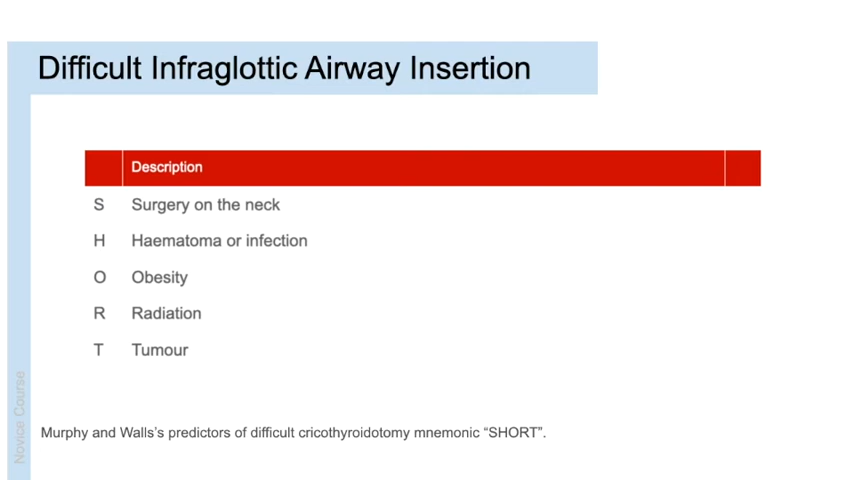 Difficult Infraglottic Airway Insertion
Description
S Surgery on the neck
H Haematoma or infection
O Obesity
R Radiation
T Tumour
Novice Course
Murphy and Walls's predictors of difficult cricothyroidotomy mnemonic “SHORT”.